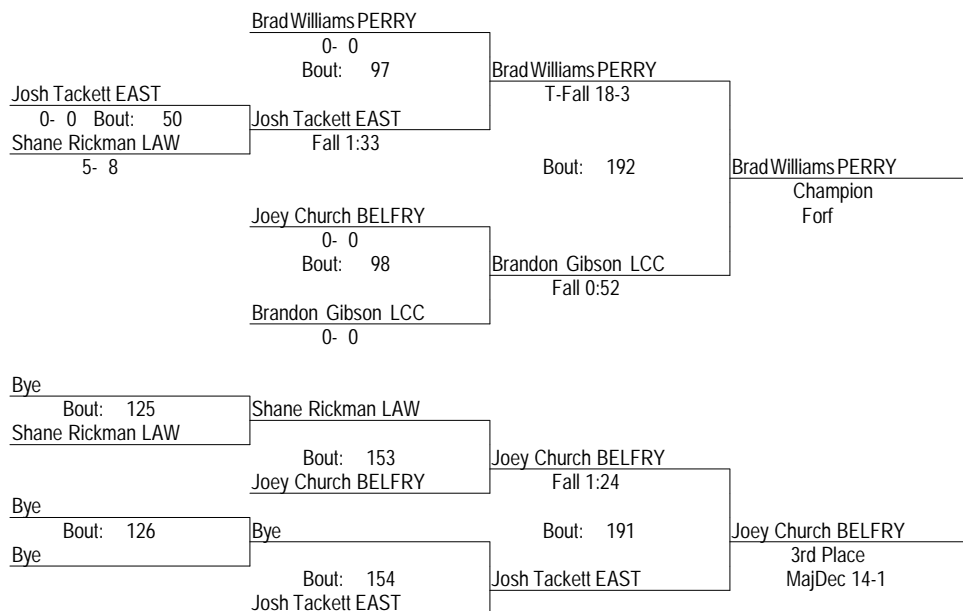 Brad Williams PERRY
0- 0
Bout: 97
Brad Williams PERRY
T-Fall 18-3
Josh Tackett EAST
0- 0 Bout: 50
Josh Tackett EAST
Fall 1:33
Shane Rickman LAW
5- 8
Bout: 192
Brad Williams PERRY
Champion
Forf
Joey Church BELFRY
0- 0
Bout: 98
Brandon Gibson LCC
Fall 0:52
Brandon Gibson LCC
0- 0
Bye
Bout: 125
Shane Rickman LAW
Shane Rickman LAW
Bout: 153
Joey Church BELFRY
Joey Church BELFRY
Fall 1:24
Bye
Bout: 126
Bye
Bye
Bout: 191
Joey Church BELFRY
3rd Place
MajDec 14-1
Bout: 154
Josh Tackett EAST
Josh Tackett EAST